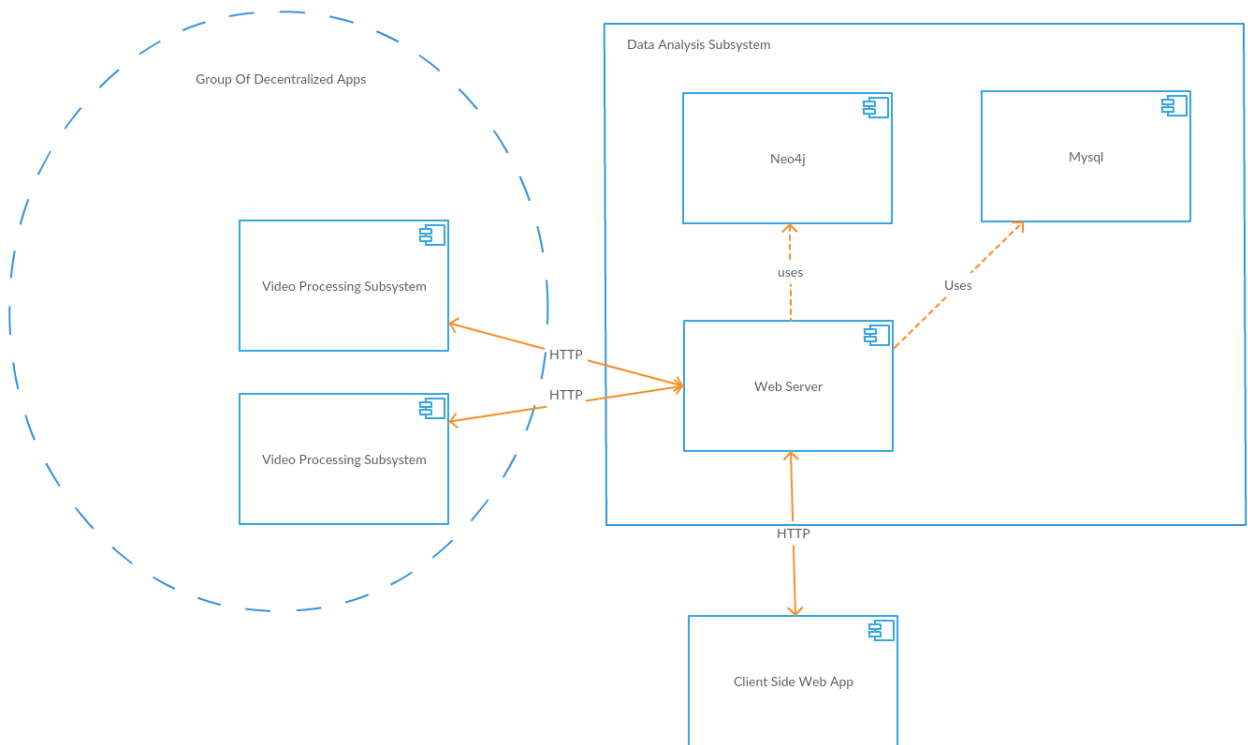 Data Analysis Subsystem
Group Of Decentralized Apps
Neo4j
Mysql
Video Processing Subsystem
uses
Uses
HTTP
HTTP
Web Server
Video Processing Subsystem
HTTP
Client Side Web App